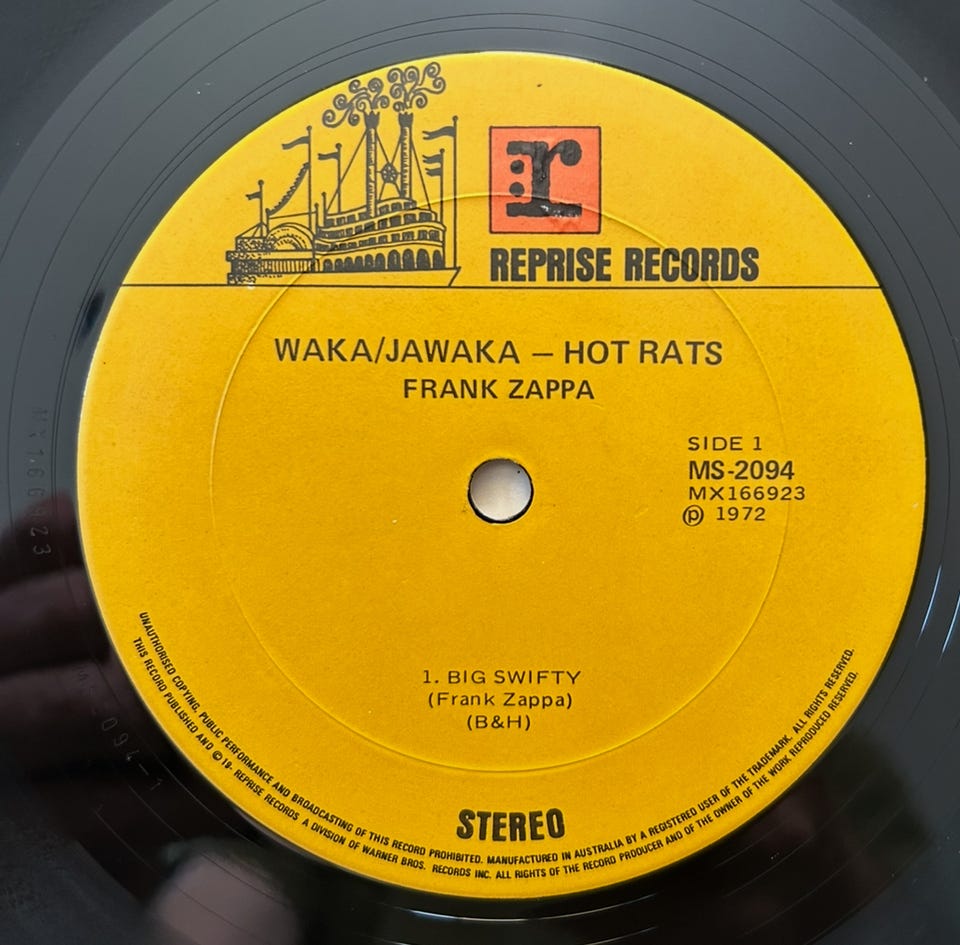 r
REPRISE RECORDS
WAKA/JAWAKA – HOT RATS
FRANK ZAPPA
SIDE 1
MS-2094
MX166923
℗ 1972
MX166923
1. BIG SWIFTY
(Frank Zappa)
(B&H)
STEREO
UNAUTHORISED COPYING, PUBLIC PERFORMANCE AND BROADCASTING OF THIS RECORD PROHIBITED. MANUFACTURED IN AUSTRALIA BY A REGISTERED USER OF THE TRADEMARK. ALL RIGHTS RESERVED.
THIS RECORD PUBLISHED AND © 19- REPRISE RECORDS A DIVISION OF WARNER BROS. RECORDS INC. ALL RIGHTS OF THE RECORD PRODUCER AND OF THE OWNER OF THE WORK REPRODUCED RESERVED.